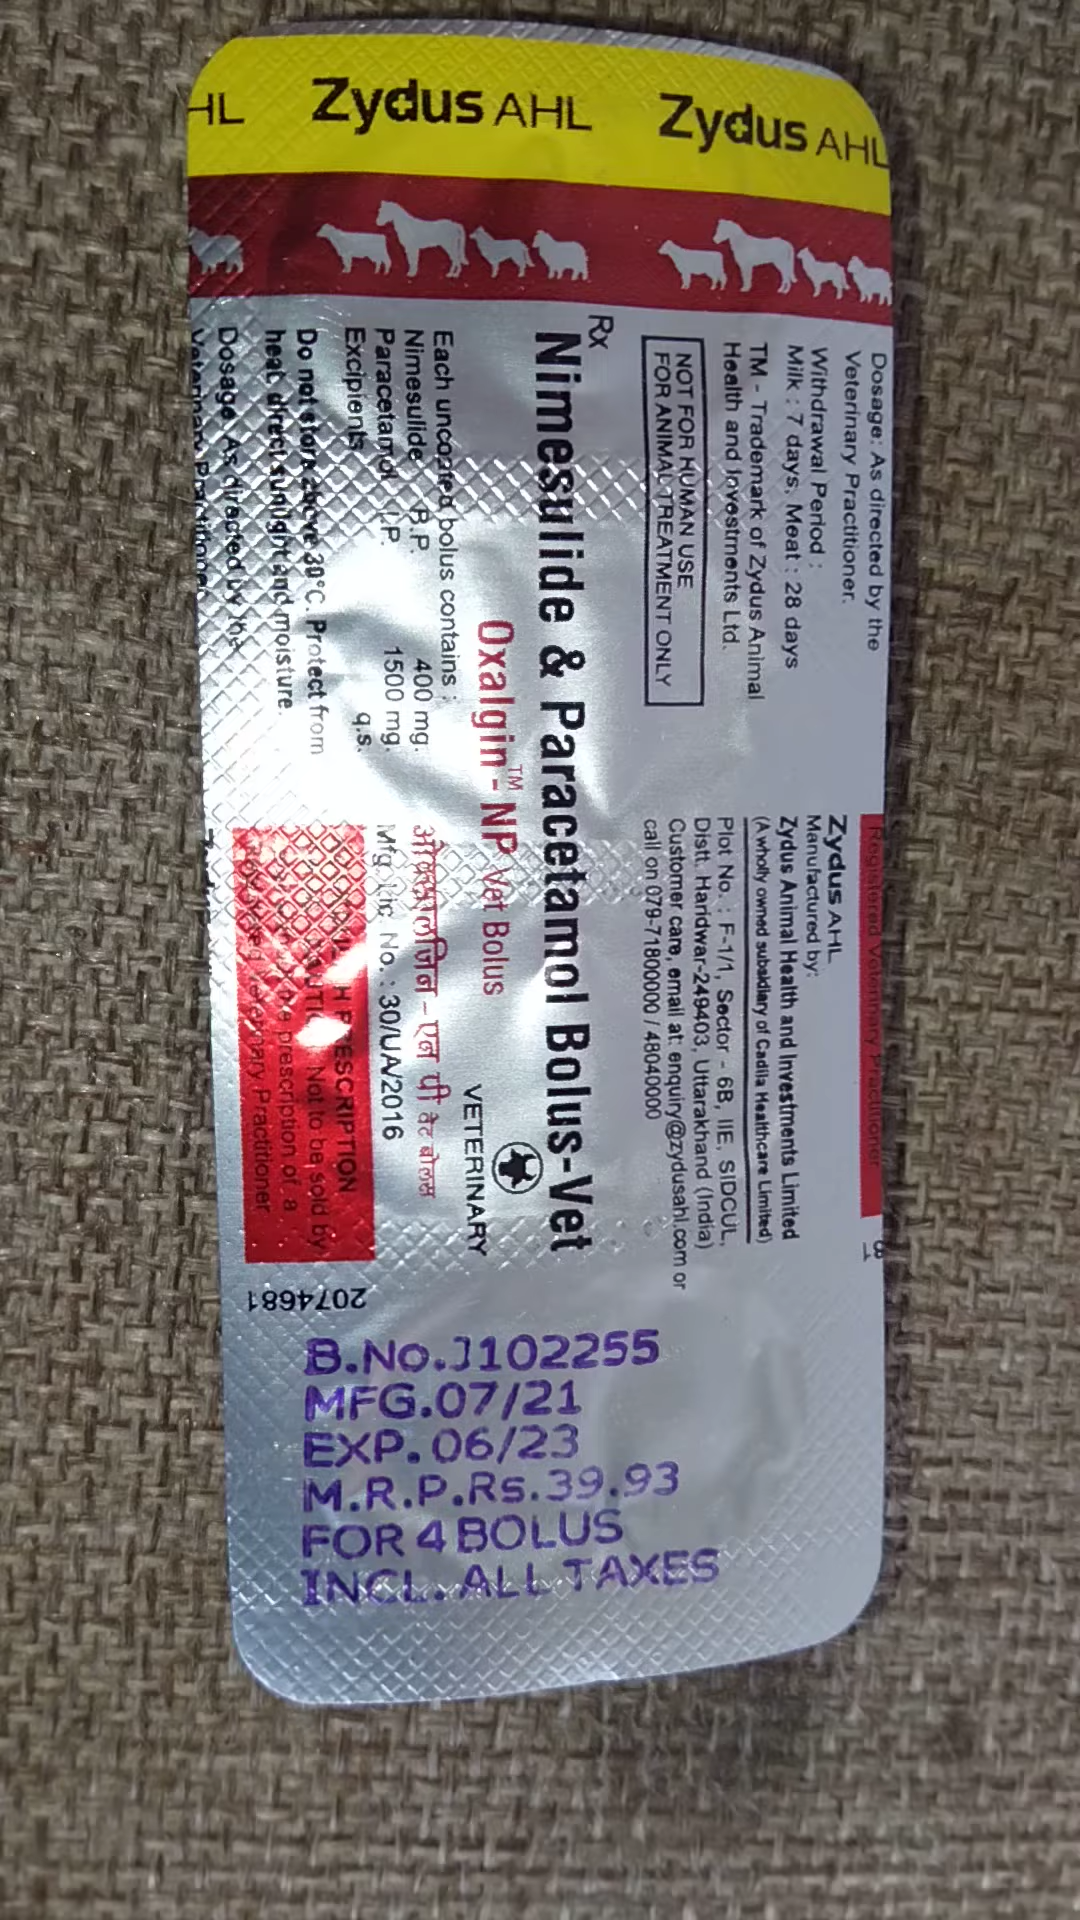 HL Zydus AHL Zydus AHL
Dosage: As directed by the
Veterinary Practitioner.
Withdrawal Period :
Milk : 7 days, Meat : 28 days
TM - Trademark of Zydus Animal
Health and Investments Ltd.
NOT FOR HUMAN USE
FOR ANIMAL TREATMENT ONLY
Registered Veterinary Practitioner
Zydus AHL
Manufactured by:
Zydus Animal Health and Investments Limited
(A wholly owned subsidiary of Cadila Healthcare Limited)
Plot No. : F-1/1, Sector - 6B, IIE, SIDCUL,
Distt. Haridwar-249403, Uttarakhand (India)
Customer care, email at: enquiry@zydusahl.com or
call on 079-71800000 / 48040000
Rx
Nimesulide & Paracetamol Bolus-Vet
Oxalgin™- NP Vet Bolus
VETERINARY
Each uncoated bolus contains :
Nimesulide B.P. 400 mg.
Paracetamol I.P. 1500 mg.
Excipients q.s.
ओक्सालजिन - एन पी वेट बोलस
Mfg. Lic. No. : 30/UA/2016
Do not store above 30°C. Protect from
heat, direct sunlight and moisture.
Dosage: As directed by the
Veterinary Practitioner
PRESCRIPTION
Not to be sold by
the prescription of a
Veterinary Practitioner
2074681
B.NO.J102255
MFG.07/21
EXP. 06/23
M.R.P.Rs.39.93
FOR 4 BOLUS
INCL. ALL TAXES